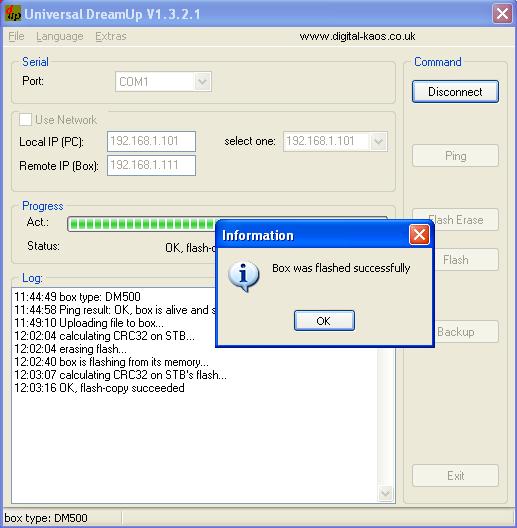 Universal DreamUp V1.3.2.1
File Language Extras www.digital-kaos.co.uk
Serial
Port: COM1
Use Network
Local IP (PC): 192.168.1.101 select one: 192.168.1.101
Remote IP (Box): 192.168.1.111
Progress
Act.:
Status: OK, flash-c
Log:
11:44:49 box type: DM500
11:44:58 Ping result: OK, box is alive and s
11:49:10 Uploading file to box...
12:02:04 calculating CRC32 on STB...
12:02:04 erasing flash...
12:02:40 box is flashing from its memory...
12:03:07 calculating CRC32 on STB's flash...
12:03:16 OK, flash-copy succeeded
Information
Box was flashed successfully
OK
Command
Disconnect
Ping
Flash Erase
Flash
Backup
Exit
box type: DM500